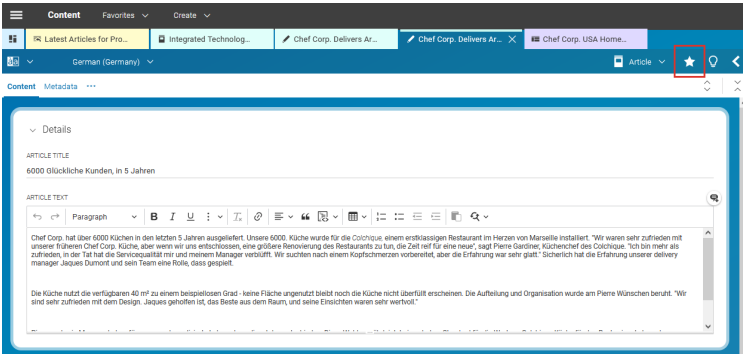 Content Favorites Create
Latest Articles for Pro... Integrated Technolog... Chef Corp. Delivers Ar... Chef Corp. Delivers Ar... Chef Corp. USA Home...
German (Germany) Article
Content Metadata ...
Details
ARTICLE TITLE
6000 Glückliche Kunden, in 5 Jahren
ARTICLE TEXT
Paragraph B I U
Chef Corp. hat über 6000 Küchen in den letzten 5 Jahren ausgeliefert. Unsere 6000. Küche wurde für die Colchique, einem erstklassigen Restaurant im Herzen von Marseille installiert. "Wir waren sehr zufrieden mit
unserer früheren Chef Corp. Küche, aber wenn wir uns entschlossen, eine größere Renovierung des Restaurants zu tun, die Zeit reif für eine neue", sagt Pierre Gardiner, Küchenchef des Colchique. "Ich bin mehr als
zufrieden, in der Tat hat die Servicequalität mir und meinem Manager verblüfft. Wir suchten nach einem Kopfschmerzen vorbereitet, aber die Erfahrung war sehr glatt." Sicherlich hat die Erfahrung unserer delivery
manager Jaques Dumont und sein Team eine Rolle, dass gespielt.
Die Küche nutzt die verfügbaren 40 m² zu einem beispiellosen Grad - keine Fläche ungenutzt bleibt noch die Küche nicht überfüllt erscheinen. Die Aufteilung und Organisation wurde am Pierre Wünschen beruht. "Wir
sind sehr zufrieden mit dem Design. Jaques geholfen ist, das Beste aus dem Raum, und seine Einsichten waren sehr wertvoll."